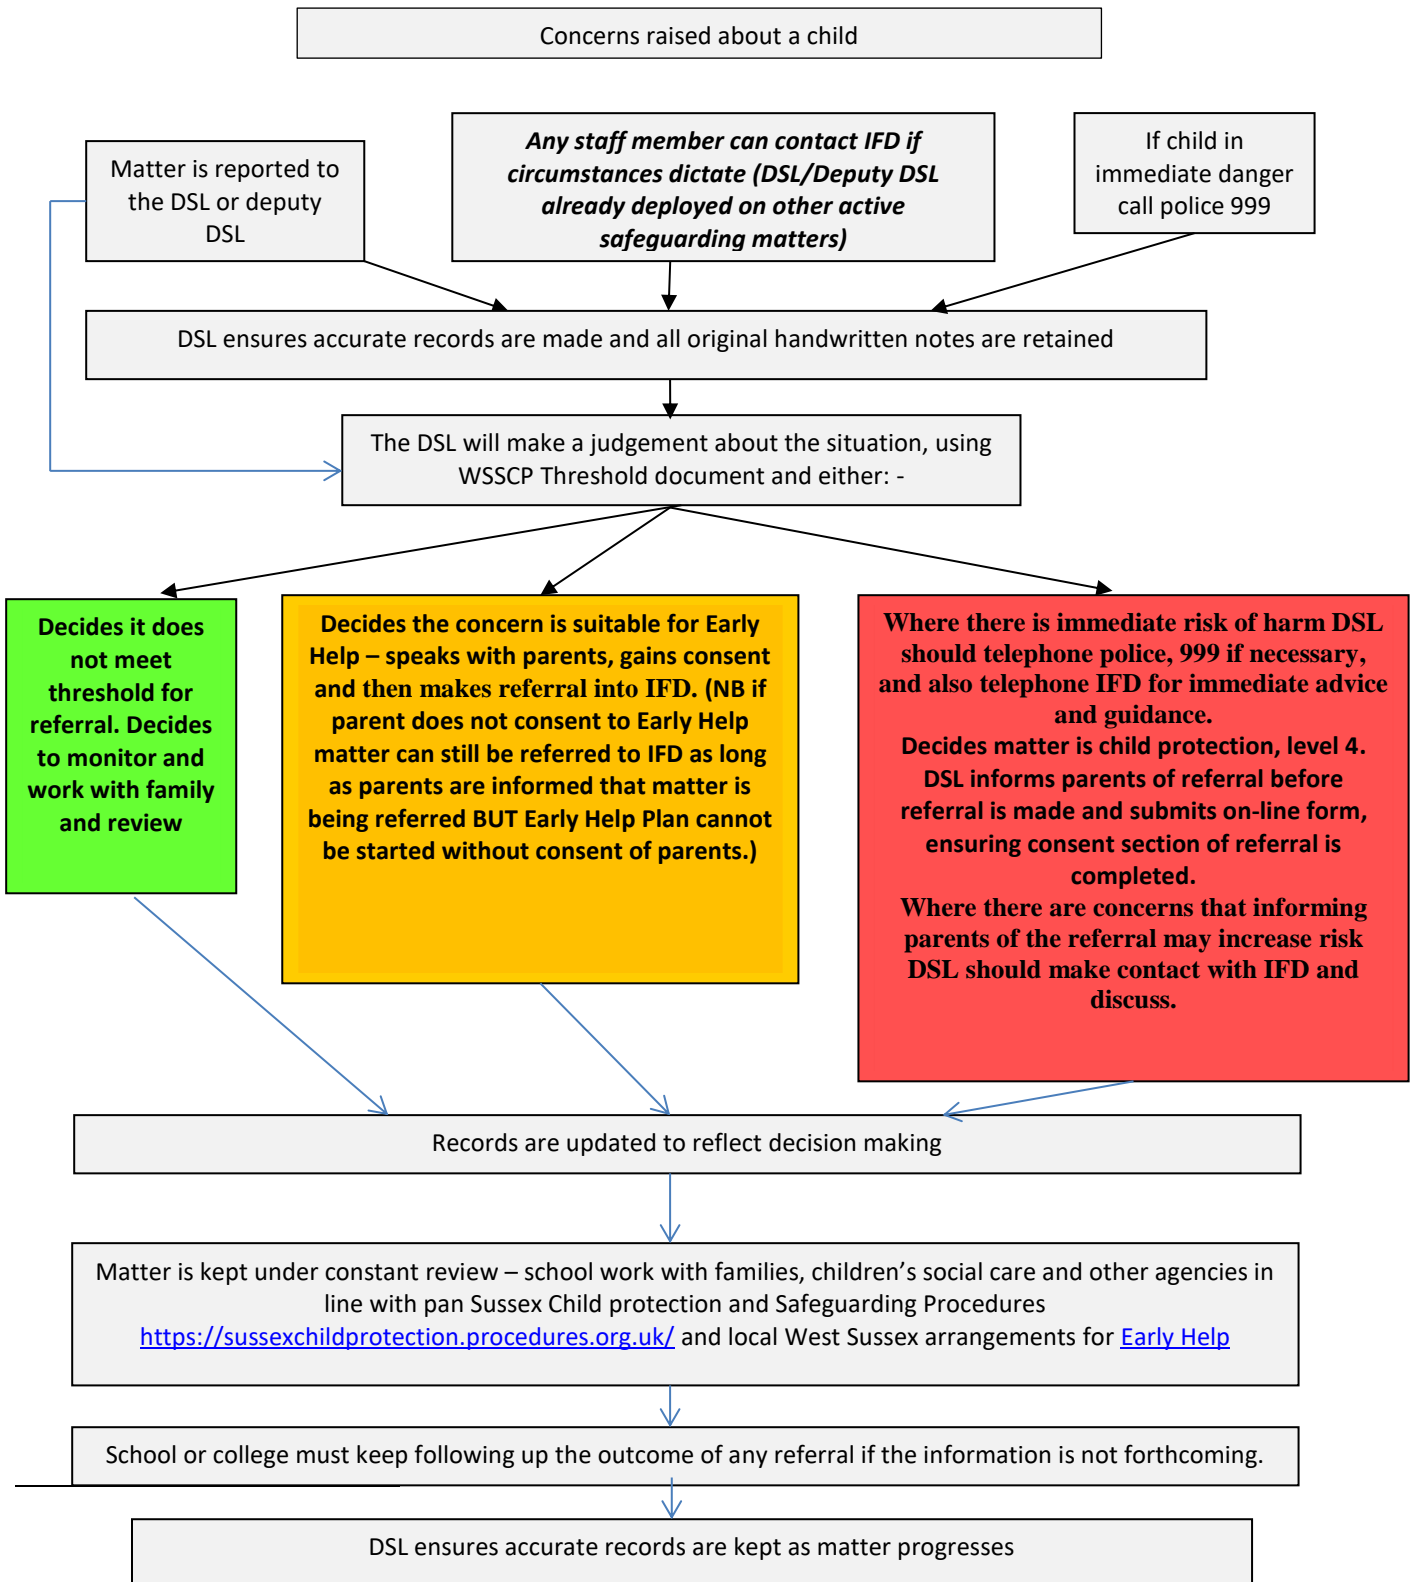 Concerns raised about a child
Matter is reported to
the DSL or deputy
DSL
Any staff member can contact IFD if
circumstances dictate (DSL/Deputy DSL
already deployed on other active
safeguarding matters)
If child in
immediate danger
call police 999
DSL ensures accurate records are made and all original handwritten notes are retained
The DSL will make a judgement about the situation, using
WSSCP Threshold document and either: -
Decides it does
not meet
threshold for
referral. Decides
to monitor and
work with family
and review
Decides the concern is suitable for Early
Help – speaks with parents, gains consent
and then makes referral into IFD. (NB if
parent does not consent to Early Help
matter can still be referred to IFD as long
as parents are informed that matter is
being referred BUT Early Help Plan cannot
be started without consent of parents.)
Where there is immediate risk of harm DSL
should telephone police, 999 if necessary,
and also telephone IFD for immediate advice
and guidance.
Decides matter is child protection, level 4.
DSL informs parents of referral before
referral is made and submits on-line form,
ensuring consent section of referral is
completed.
Where there are concerns that informing
parents of the referral may increase risk
DSL should make contact with IFD and
discuss.
Records are updated to reflect decision making
Matter is kept under constant review – school work with families, children’s social care and other agencies in
line with pan Sussex Child protection and Safeguarding Procedures
https://sussexchildprotection.procedures.org.uk/ and local West Sussex arrangements for Early Help
School or college must keep following up the outcome of any referral if the information is not forthcoming.
DSL ensures accurate records are kept as matter progresses